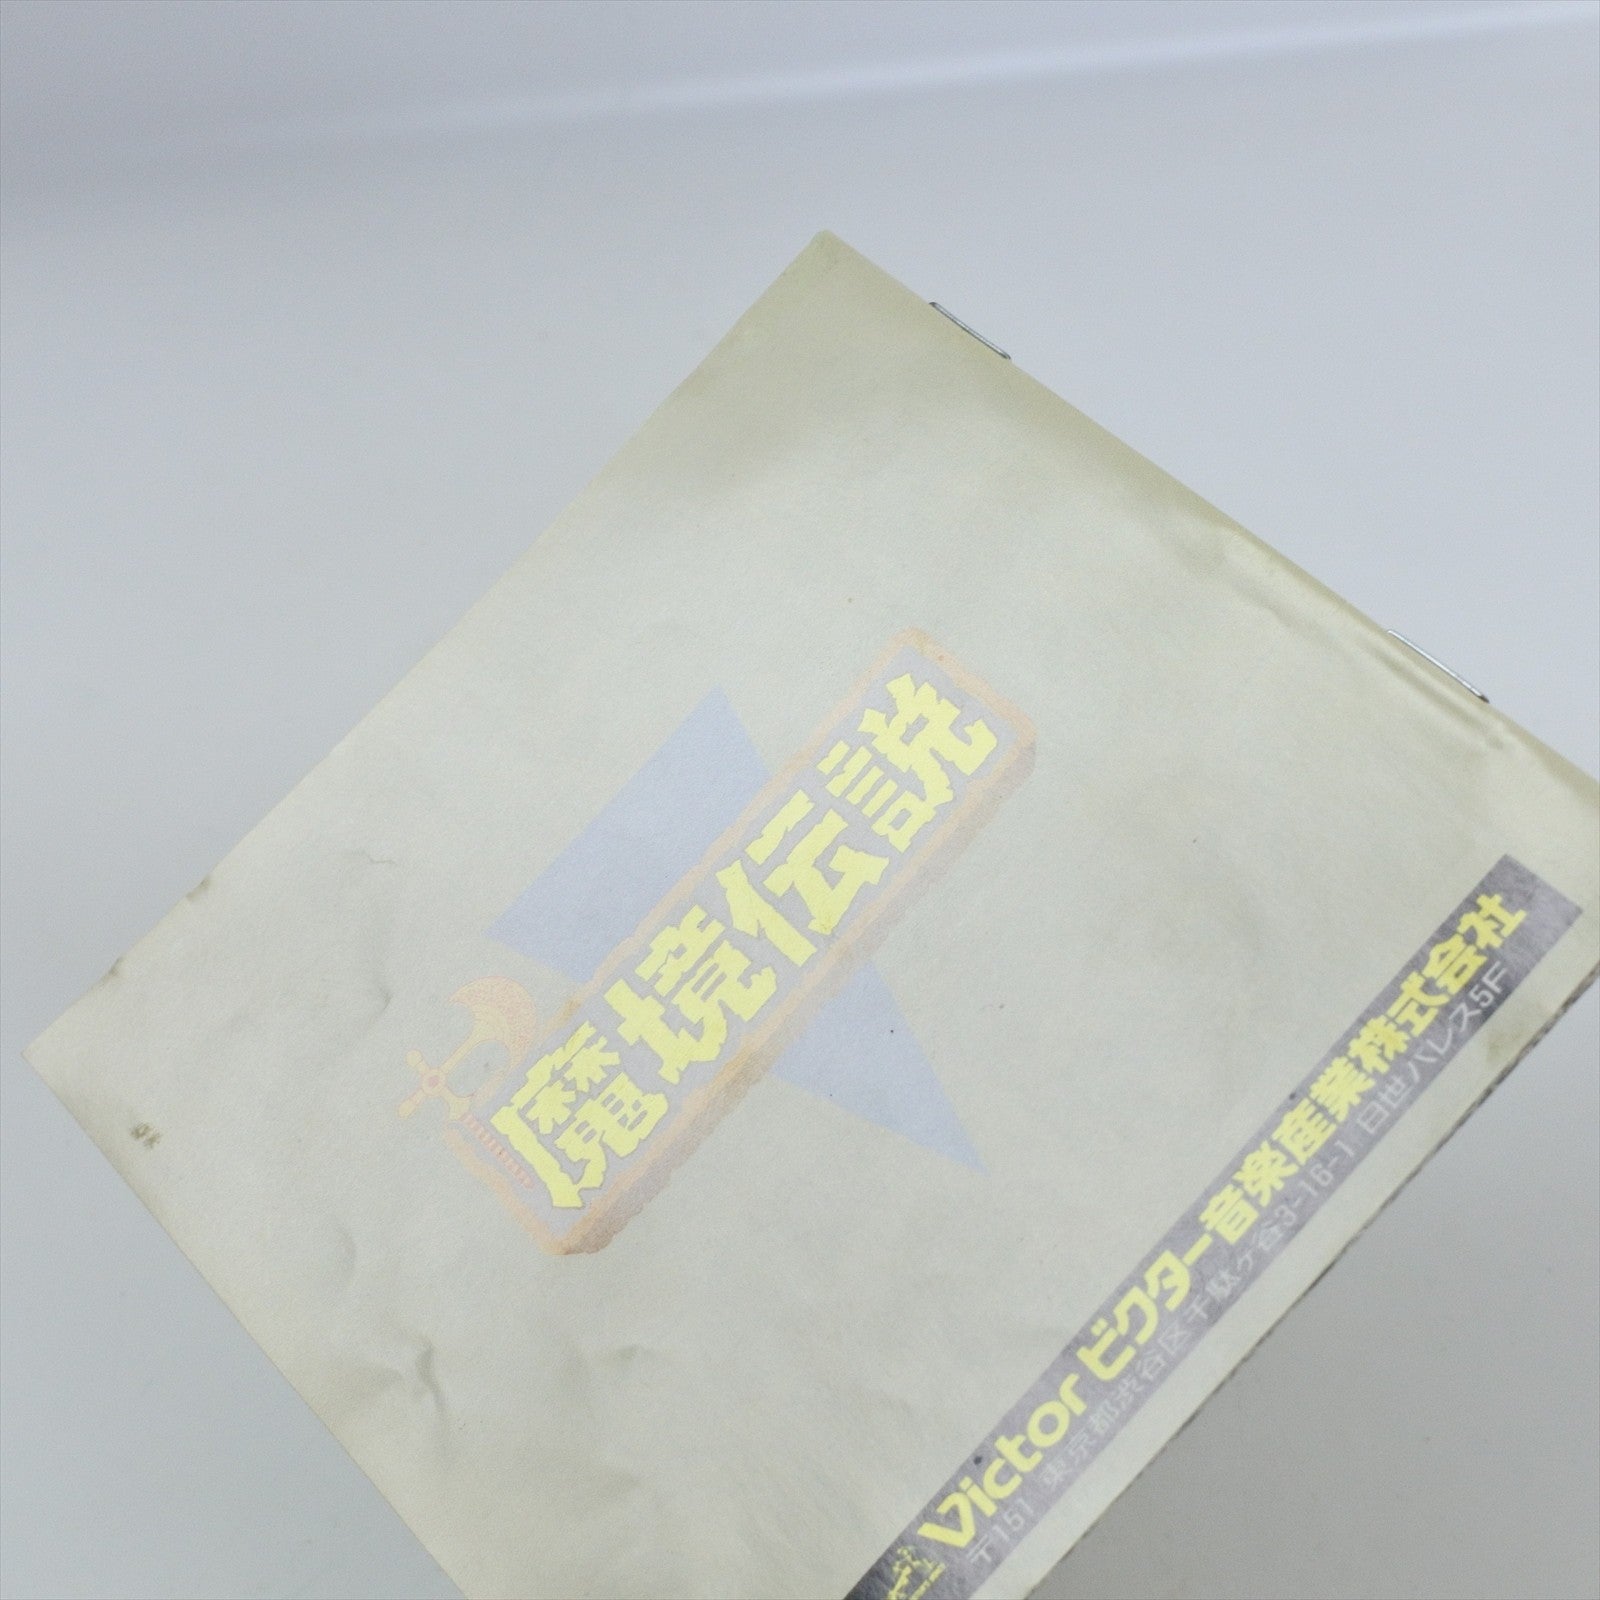 魔境伝説
Victor ビクター音楽産業株式会社
〒151 東京都渋谷区千駄ヶ谷3-16-1 日世パレス5F